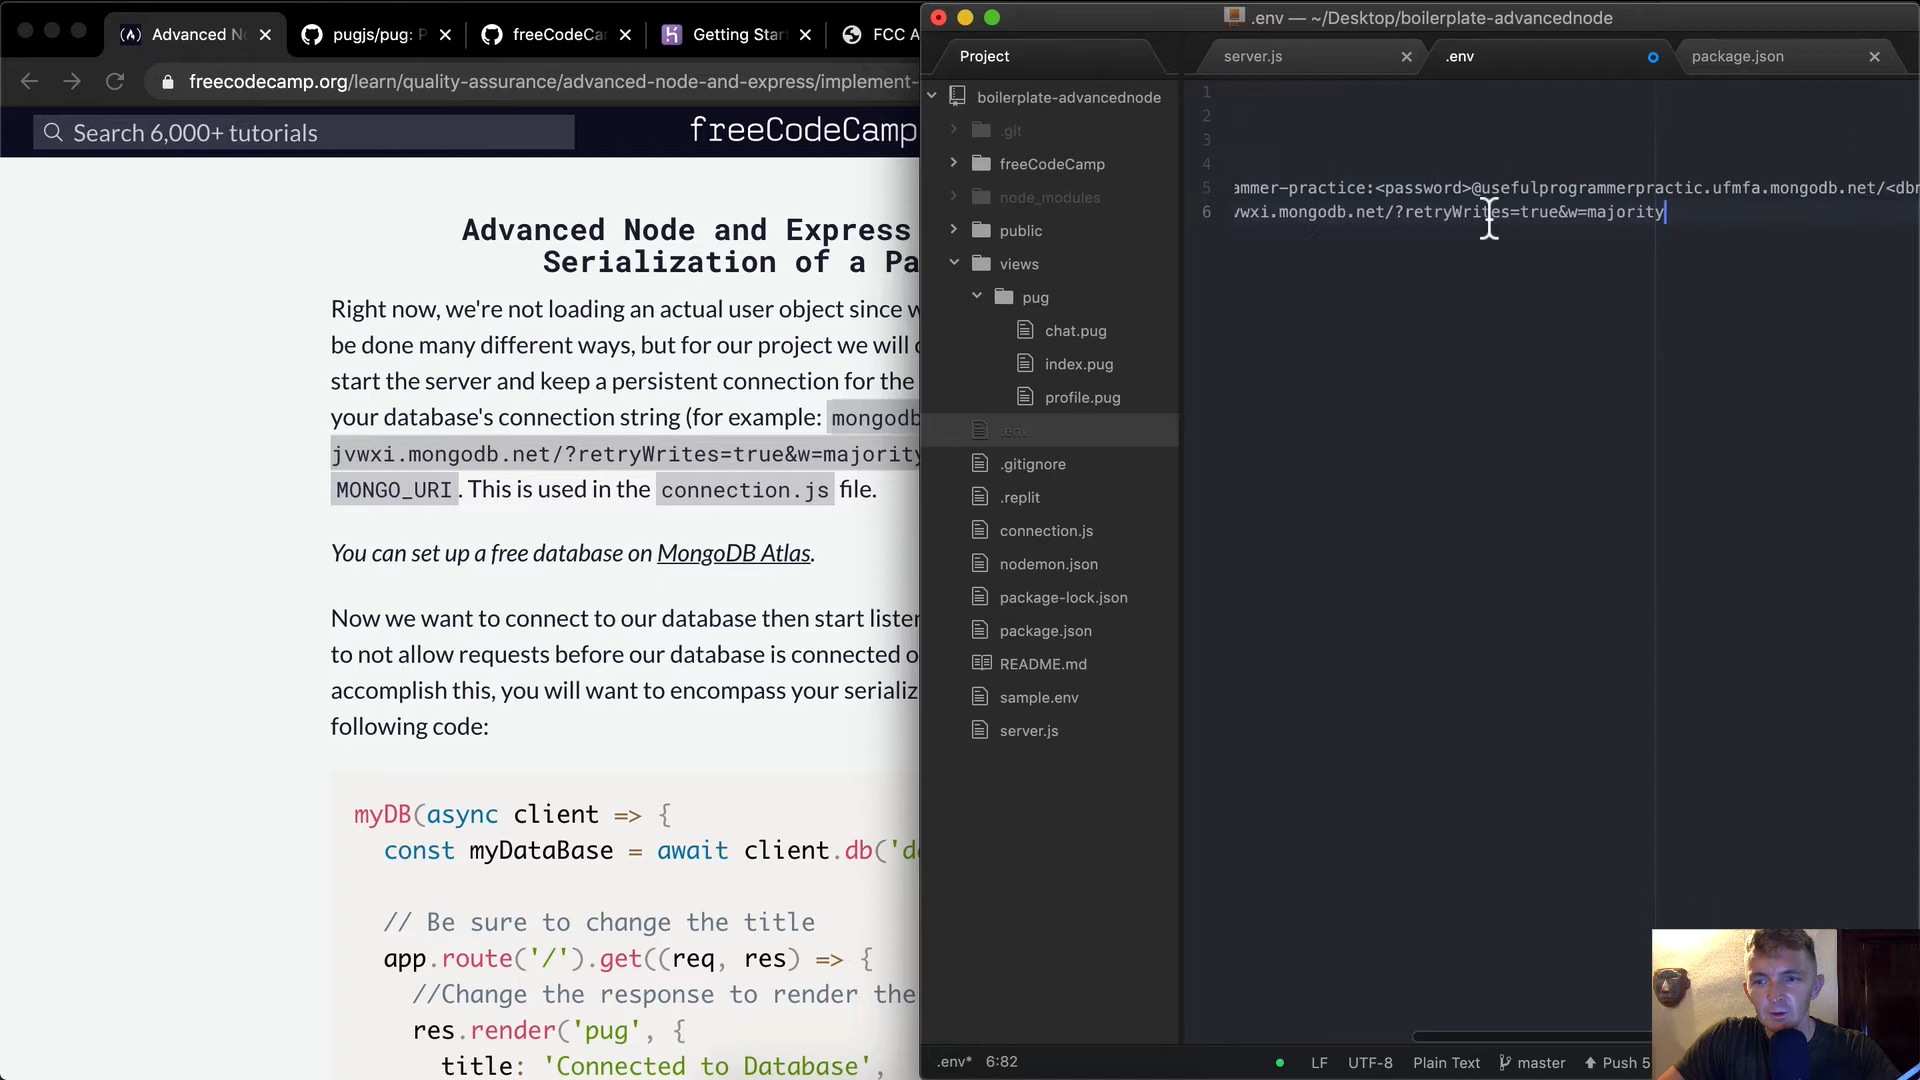 Advanced N
pugjs/pug: P
freeCodeCa
Getting Star
FCC A
freecodecamp.org/learn/quality-assurance/advanced-node-and-express/implement-
Search 6,000+ tutorials
freeCodeCamp
Advanced Node and Express
Serialization of a Pa
Right now, we're not loading an actual user object since w
be done many different ways, but for our project we will c
start the server and keep a persistent connection for the
your database's connection string (for example: mongodb
jvwxi.mongodb.net/?retryWrites=true&w=majority
MONGO_URI. This is used in the connection.js file.
You can set up a free database on MongoDB Atlas.
Now we want to connect to our database then start listen
to not allow requests before our database is connected o
accomplish this, you will want to encompass your serializ
following code:
myDB(async client => {
const myDataBase = await client.db('da
// Be sure to change the title
app.route('/').get((req, res) => {
//Change the response to render the
res.render('pug', {
title: 'Connected to Database',
.env — ~/Desktop/boilerplate-advancednode
Project
server.js
.env
package.json
boilerplate-advancednode
.git
freeCodeCamp
node_modules
public
views
pug
chat.pug
index.pug
profile.pug
.env
.gitignore
.replit
connection.js
nodemon.json
package-lock.json
package.json
README.md
sample.env
server.js
1
2
3
4
5 ammer-practice:<password>@usefulprogrammerpractic.ufmfa.mongodb.net/<dbn
6 vwxi.mongodb.net/?retryWrites=true&w=majority
.env* 6:82
LF UTF-8 Plain Text master Push 5